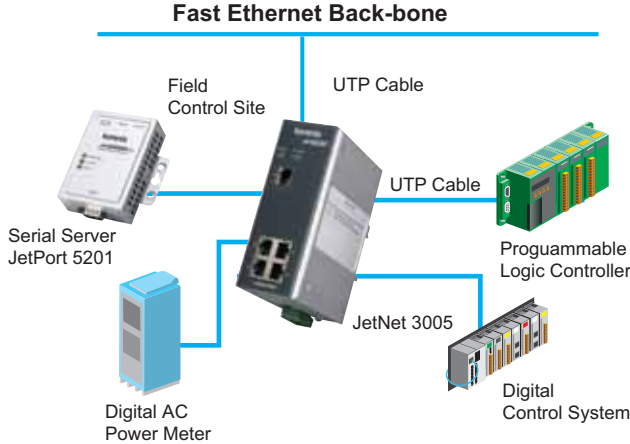 Fast Ethernet Back-bone
Field
Control Site
UTP Cable
UTP Cable
Serial Server
JetPort 5201
Proguammable
Logic Controller
JetNet 3005
Digital AC
Power Meter
Digital
Control System